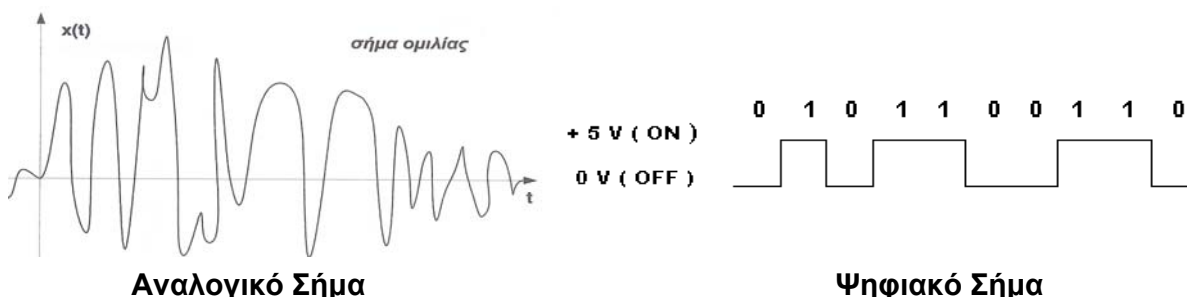 x(t)
σήμα ομιλίας
t
0 1 0 1 1 0 0 1 1 0
+ 5 V ( ON )
0 V ( OFF )
Αναλογικό Σήμα
Ψηφιακό Σήμα